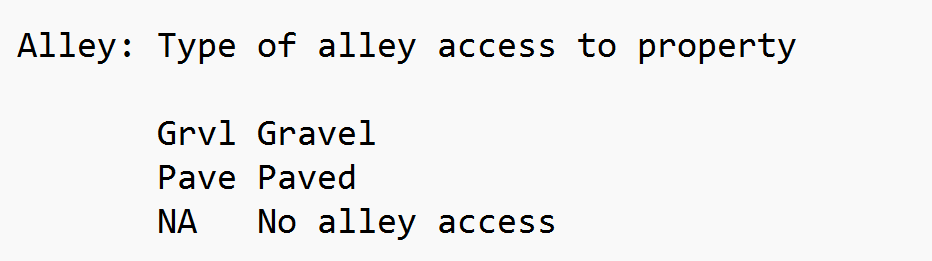 Alley: Type of alley access to property
Grvl Gravel
Pave Paved
NA No alley access